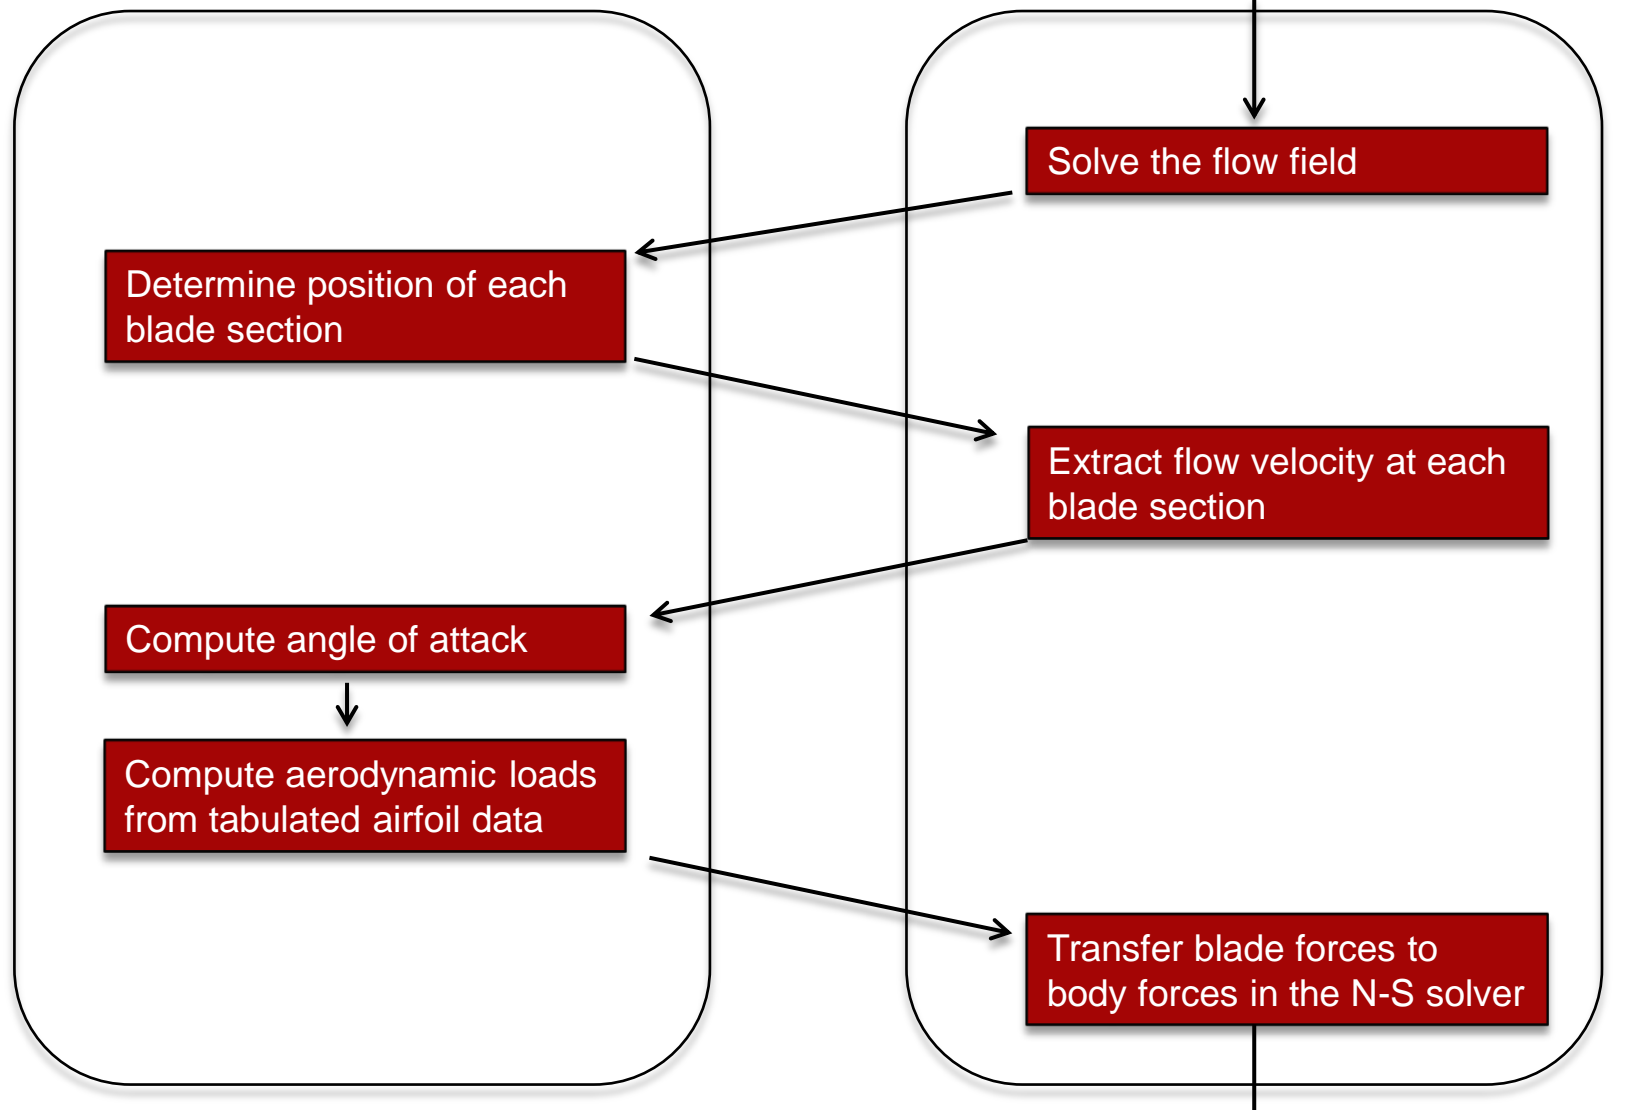 Solve the flow field
Determine position of each
blade section
Extract flow velocity at each
blade section
Compute angle of attack
Compute aerodynamic loads
from tabulated airfoil data
Transfer blade forces to
body forces in the N-S solver